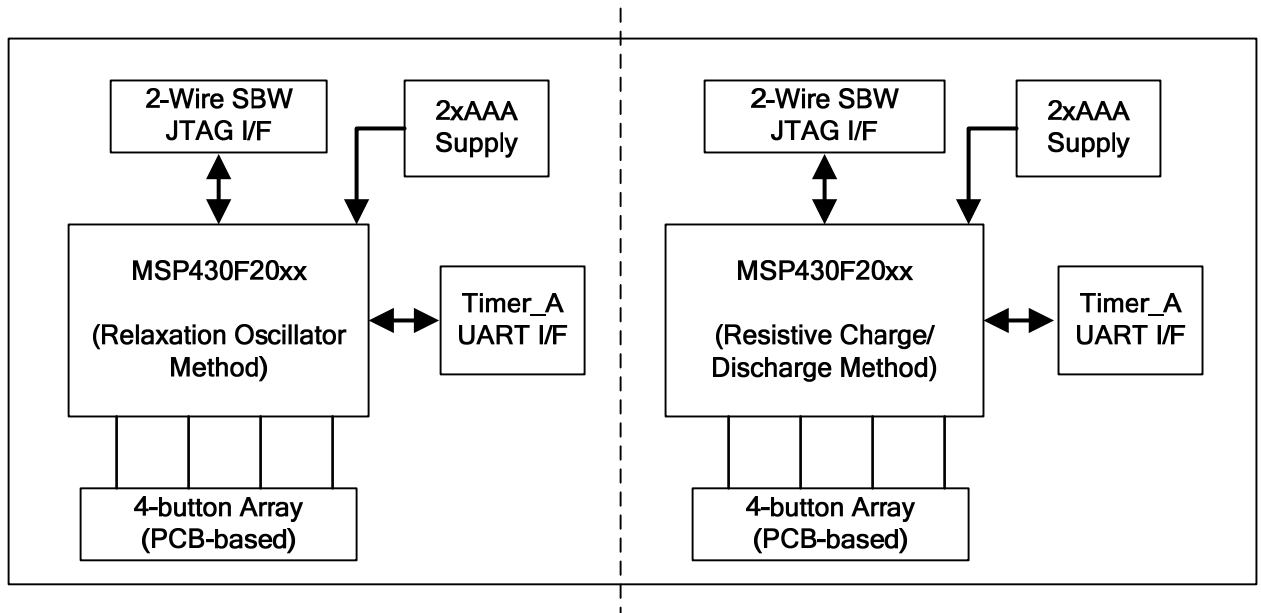 2-Wire SBW
JTAG I/F
2xAAA
Supply
MSP430F20xx
(Relaxation Oscillator
Method)
Timer_A
UART I/F
4-button Array
(PCB-based)
2-Wire SBW
JTAG I/F
2xAAA
Supply
MSP430F20xx
(Resistive Charge/
Discharge Method)
Timer_A
UART I/F
4-button Array
(PCB-based)